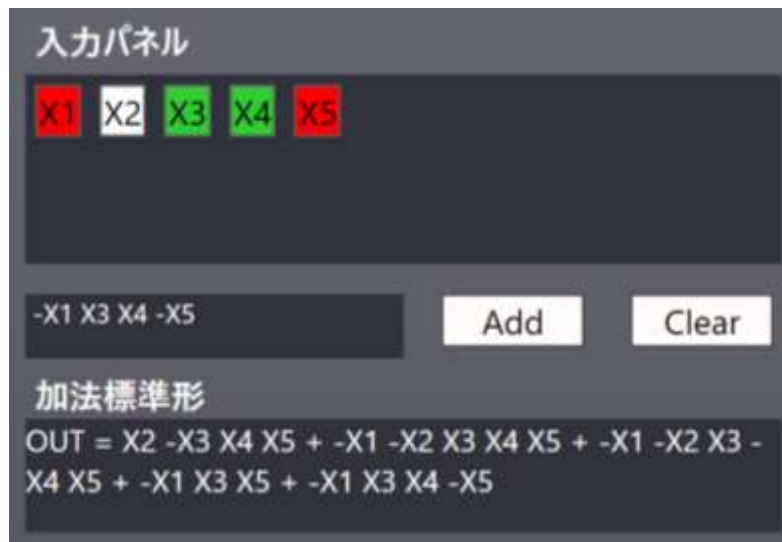 入力パネル
X1 X2 X3 X4 X5
-X1 X3 X4 -X5
Add Clear
加法標準形
OUT = X2 -X3 X4 X5 + -X1 -X2 X3 X4 X5 + -X1 -X2 X3 -
X4 X5 + -X1 X3 X5 + -X1 X3 X4 -X5